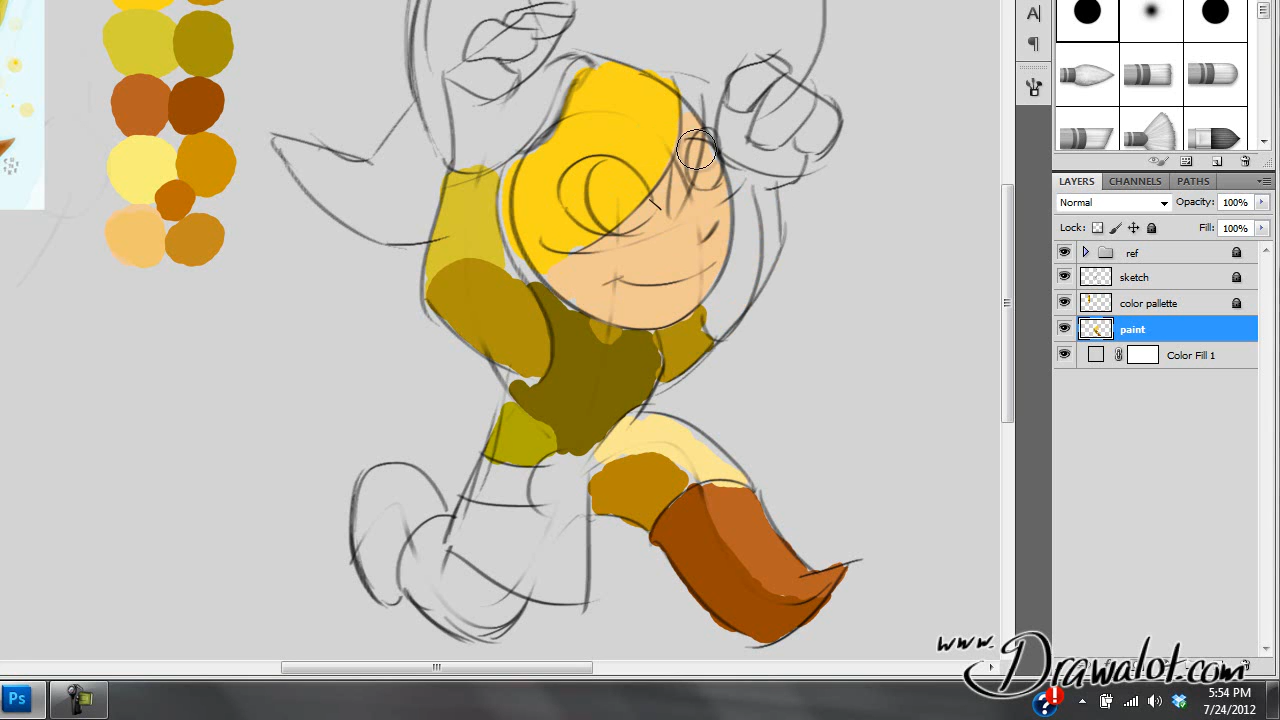 A
LAYERS CHANNELS PATHS
Normal Opacity: 100%
Lock: Fill: 100%
ref
sketch
color pallette
paint
Color Fill 1
www.
Drawalot.com
Ps
5:54 PM
7/24/2012